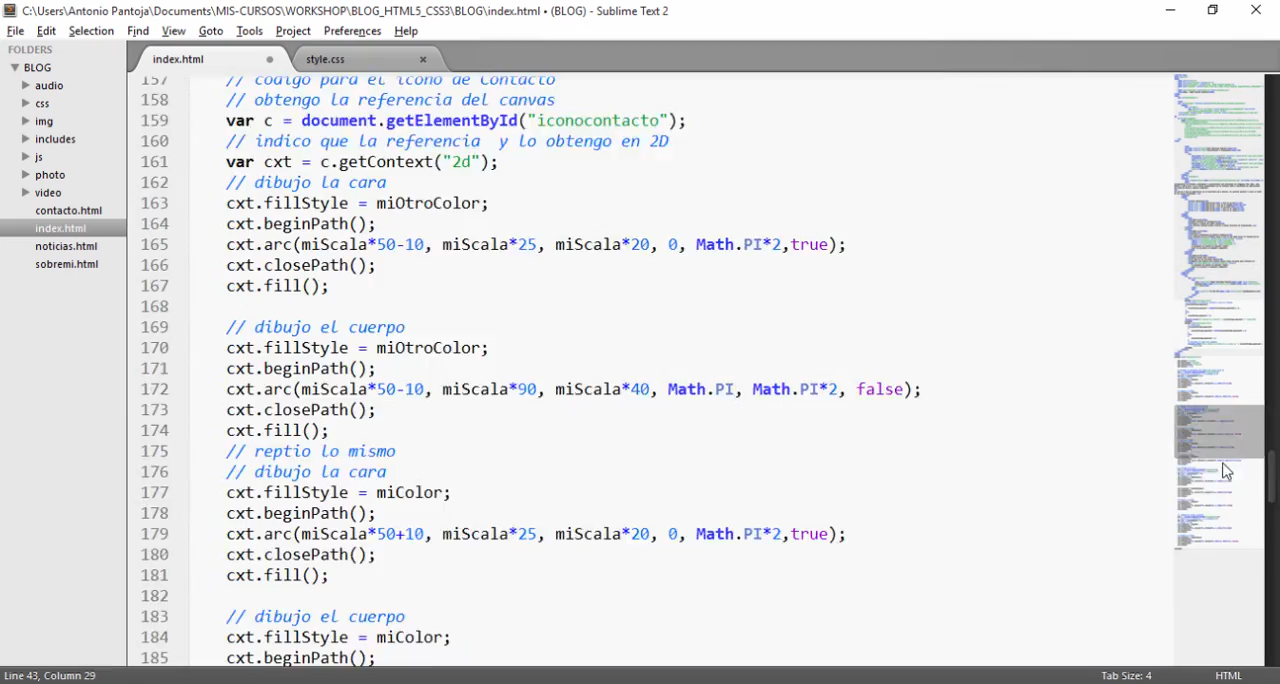 C:\Users\Antonio Pantoja\Documents\MIS-CURSOS\WORKSHOP\BLOG_HTML5_CSS3\BLOG\index.html • (BLOG) - Sublime Text 2
File Edit Selection Find View Goto Tools Project Preferences Help
FOLDERS
BLOG
audio
css
img
includes
js
photo
video
contacto.html
index.html
noticias.html
sobremi.html
index.html
style.css
157 // codigo para el icono de Contacto
158 // obtengo la referencia del canvas
159 var c = document.getElementById("iconocontacto");
160 // indico que la referencia  y lo obtengo en 2D
161 var cxt = c.getContext("2d");
162 // dibujo la cara
163 cxt.fillStyle = miOtroColor;
164 cxt.beginPath();
165 cxt.arc(miScala*50-10, miScala*25, miScala*20, 0, Math.PI*2,true);
166 cxt.closePath();
167 cxt.fill();
168
169 // dibujo el cuerpo
170 cxt.fillStyle = miOtroColor;
171 cxt.beginPath();
172 cxt.arc(miScala*50-10, miScala*90, miScala*40, Math.PI, Math.PI*2, false);
173 cxt.closePath();
174 cxt.fill();
175 // reptio lo mismo
176 // dibujo la cara
177 cxt.fillStyle = miColor;
178 cxt.beginPath();
179 cxt.arc(miScala*50+10, miScala*25, miScala*20, 0, Math.PI*2,true);
180 cxt.closePath();
181 cxt.fill();
182
183 // dibujo el cuerpo
184 cxt.fillStyle = miColor;
185 cxt.beginPath();
Line 43, Column 29
Tab Size: 4
HTML